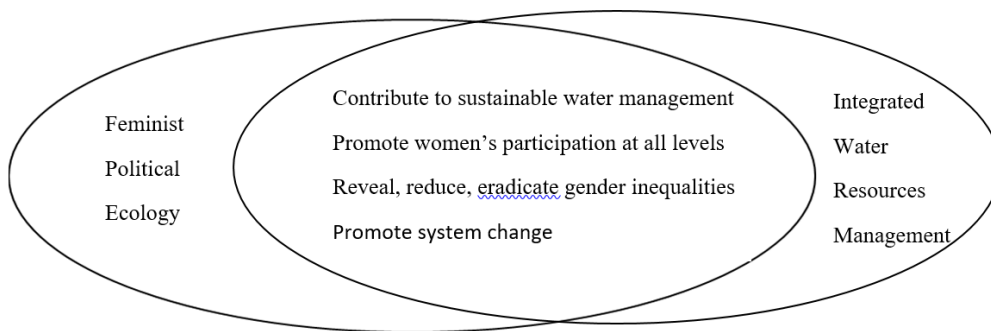 Feminist
Political
Ecology
Contribute to sustainable water management
Promote women’s participation at all levels
Reveal, reduce, eradicate gender inequalities
Promote system change
Integrated
Water
Resources
Management